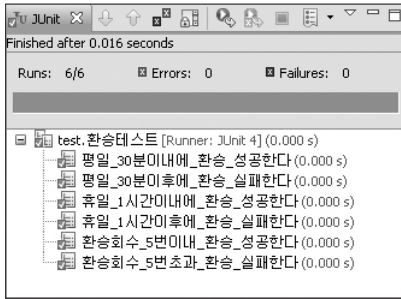 JUnit
Finished after 0.016 seconds
Runs: 6/6 Errors: 0 Failures: 0
test.환승테스트 [Runner: JUnit 4] (0.000 s)
평일_30분이내에_환승_성공한다 (0.000 s)
평일_30분이후에_환승_실패한다 (0.000 s)
휴일_1시간이내에_환승_성공한다 (0.000 s)
휴일_1시간이후에_환승_실패한다 (0.000 s)
환승회수_5번이내_환승_성공한다 (0.000 s)
환승회수_5번초과_환승_실패한다 (0.000 s)